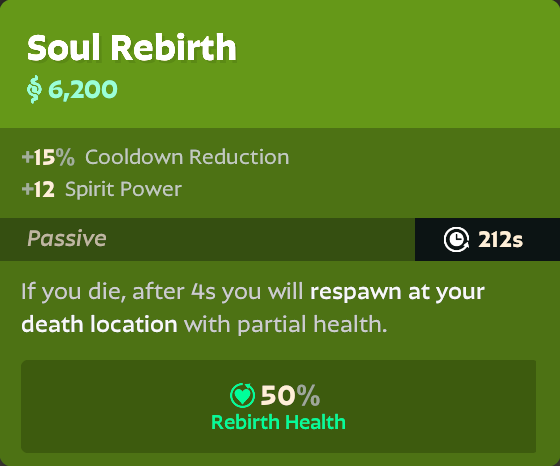 Soul Rebirth
6,200
+15% Cooldown Reduction
+12 Spirit Power
Passive
212s
If you die, after 4s you will respawn at your
death location with partial health.
50%
Rebirth Health